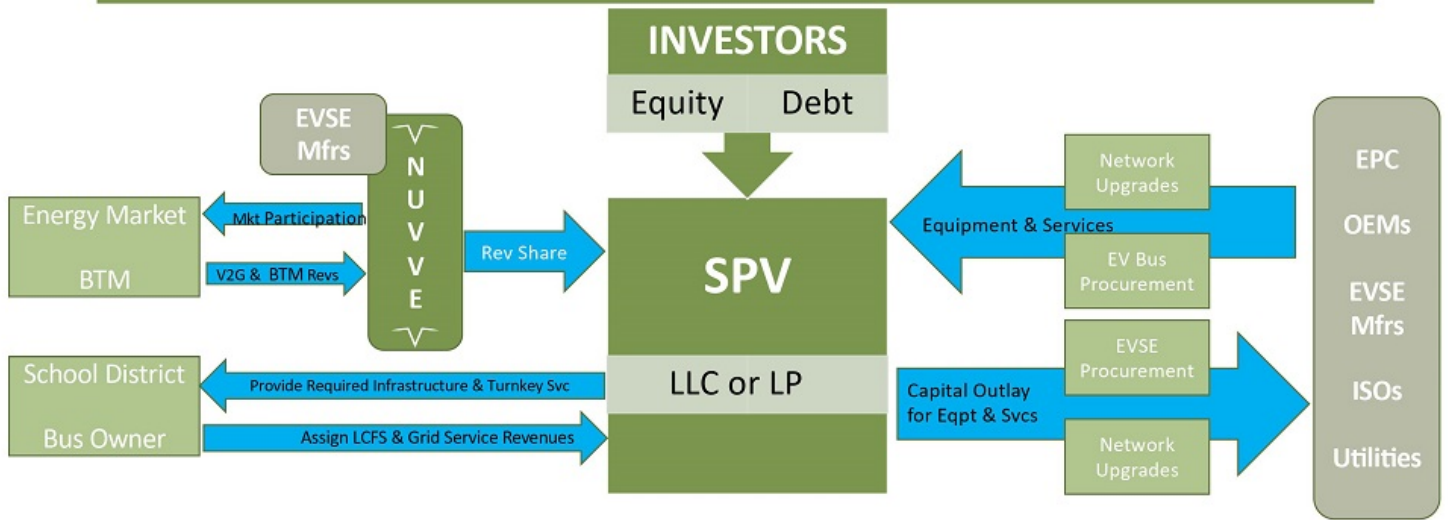 INVESTORS
Equity Debt
EVSE
Mfrs
N
U
V
V
E
Energy Market
BTM
Mkt Participation
V2G & BTM Revs
Rev Share
School District
Bus Owner
Provide Required Infrastructure & Turnkey Svc
Assign LCFS & Grid Service Revenues
SPV
LLC or LP
Network
Upgrades
Equipment & Services
EV Bus
Procurement
EVSE
Procurement
Capital Outlay
for Eqpt & Svcs
Network
Upgrades
EPC
OEMs
EVSE
Mfrs
ISOs
Utilities